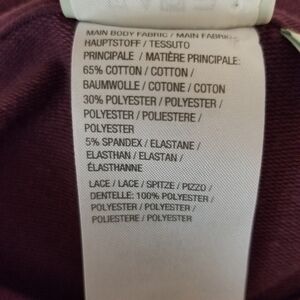 MAIN BODY FABRIC / MAIN FABRIC
HAUPTSTOFF / TESSUTO
PRINCIPALE / MATIÈRE PRINCIPALE:
65% COTTON / COTTON /
BAUMWOLLE / COTONE / COTON
30% POLYESTER / POLYESTER /
POLYESTER / POLIESTERE /
POLYESTER
5% SPANDEX / ELASTANE /
ELASTHAN / ELASTAN /
ÉLASTHANNE
LACE / LACE / SPITZE / PIZZO /
DENTELLE: 100% POLYESTER /
POLYESTER / POLYESTER /
POLIESTERE / POLYESTER